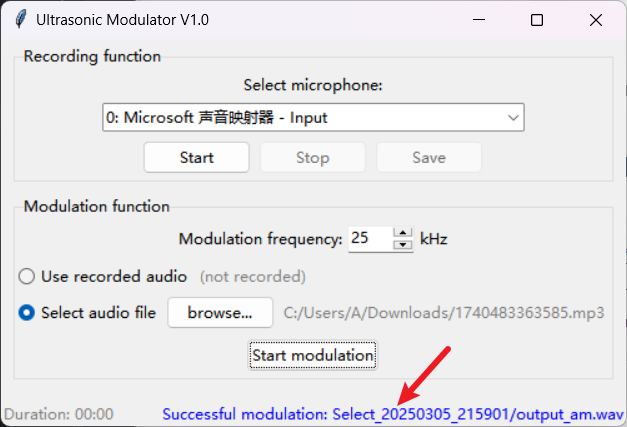 Ultrasonic Modulator V1.0
Recording function
Select microphone:
0: Microsoft 声音映射器 - Input
Start Stop Save
Modulation function
Modulation frequency: 25 kHz
Use recorded audio (not recorded)
Select audio file browse... C:/Users/A/Downloads/1740483363585.mp3
Start modulation
Duration: 00:00 Successful modulation: Select_20250305_215901/output_am.wav